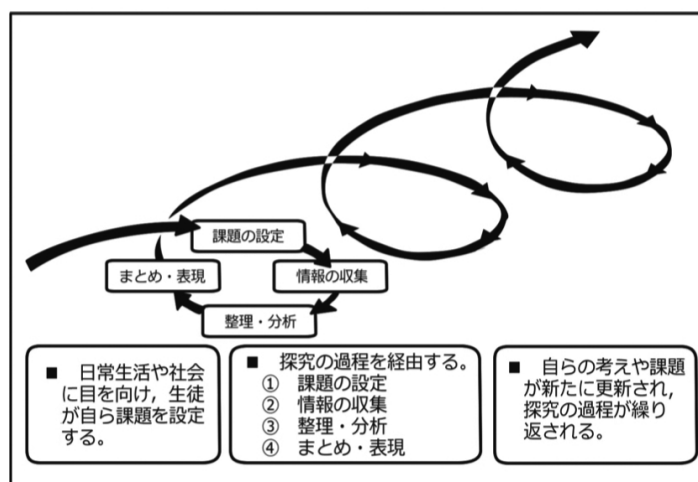 課題の設定
まとめ・表現
情報の収集
整理・分析
■ 日常生活や社会
に目を向け，生徒
が自ら課題を設定
する。
■ 探究の過程を経由する。
① 課題の設定
② 情報の収集
③ 整理・分析
④ まとめ・表現
■ 自らの考えや課題
が新たに更新され，
探究の過程が繰り
返される。